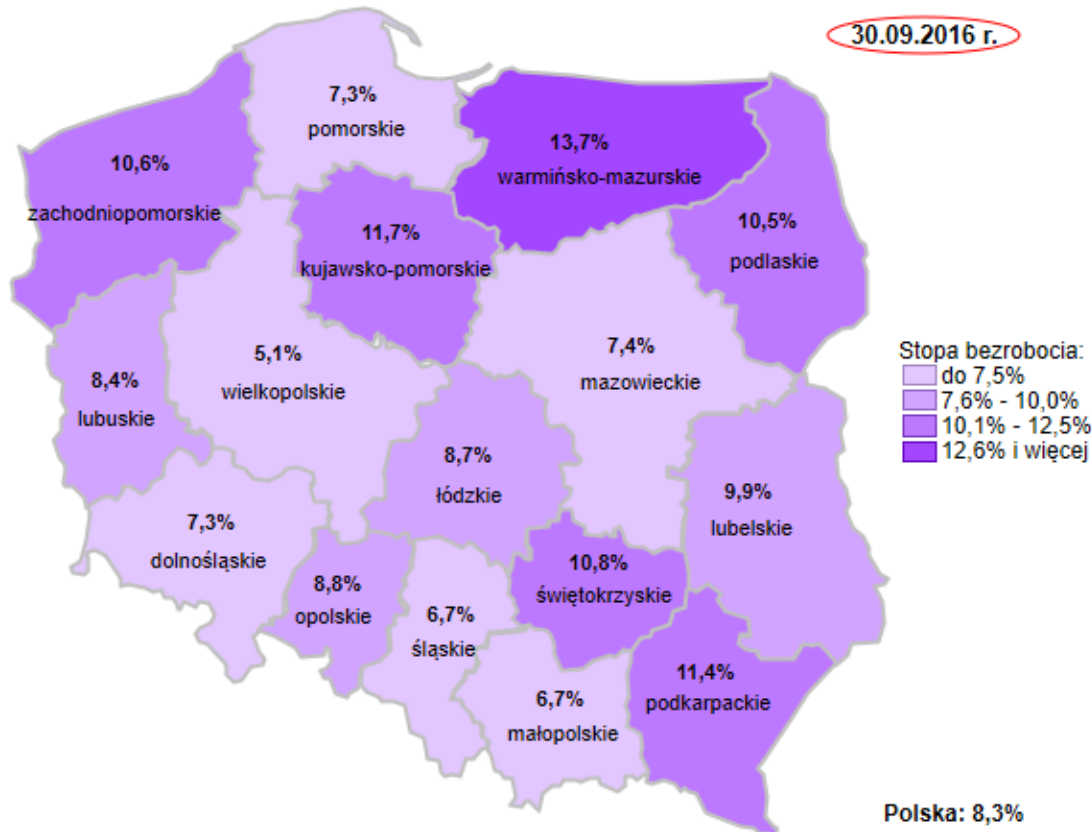 30.09.2016 r.
7,3%
pomorskie
13,7%
warmińsko-mazurskie
10,6%
zachodniopomorskie
10,5%
podlaskie
11,7%
kujawsko-pomorskie
5,1%
wielkopolskie
7,4%
mazowieckie
8,4%
lubuskie
Stopa bezrobocia:
do 7,5%
7,6% - 10,0%
10,1% - 12,5%
12,6% i więcej
8,7%
łódzkie
9,9%
lubelskie
7,3%
dolnośląskie
8,8%
opolskie
10,8%
świętokrzyskie
6,7%
śląskie
11,4%
podkarpackie
6,7%
małopolskie
Polska: 8,3%